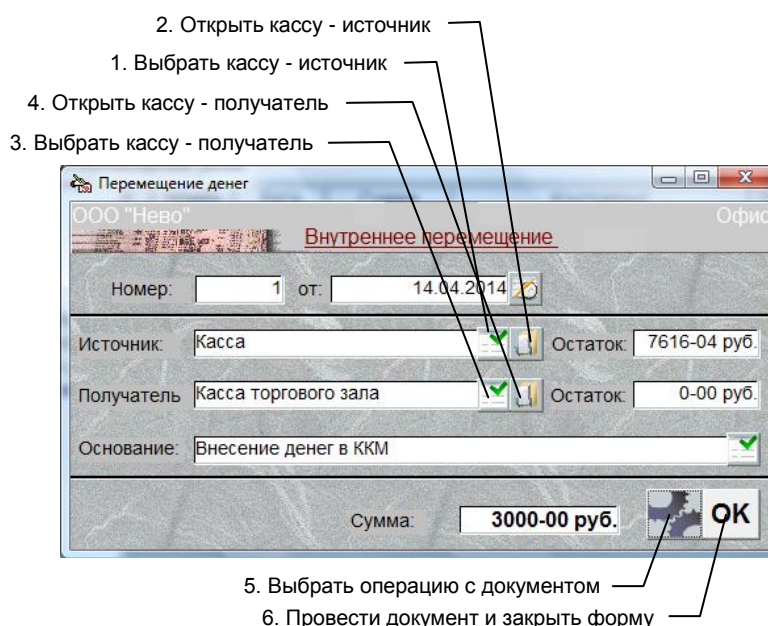 2. Открыть кассу - источник
1. Выбрать кассу - источник
4. Открыть кассу - получатель
3. Выбрать кассу - получатель
Перемещение денег
ООО "Нево" Офис
Внутреннее перемещение
Номер: 1 от: 14.04.2014
Источник: Касса Остаток: 7616-04 руб.
Получатель Касса торгового зала Остаток: 0-00 руб.
Основание: Внесение денег в ККМ
Сумма: 3000-00 руб. OK
5. Выбрать операцию с документом
6. Провести документ и закрыть форму